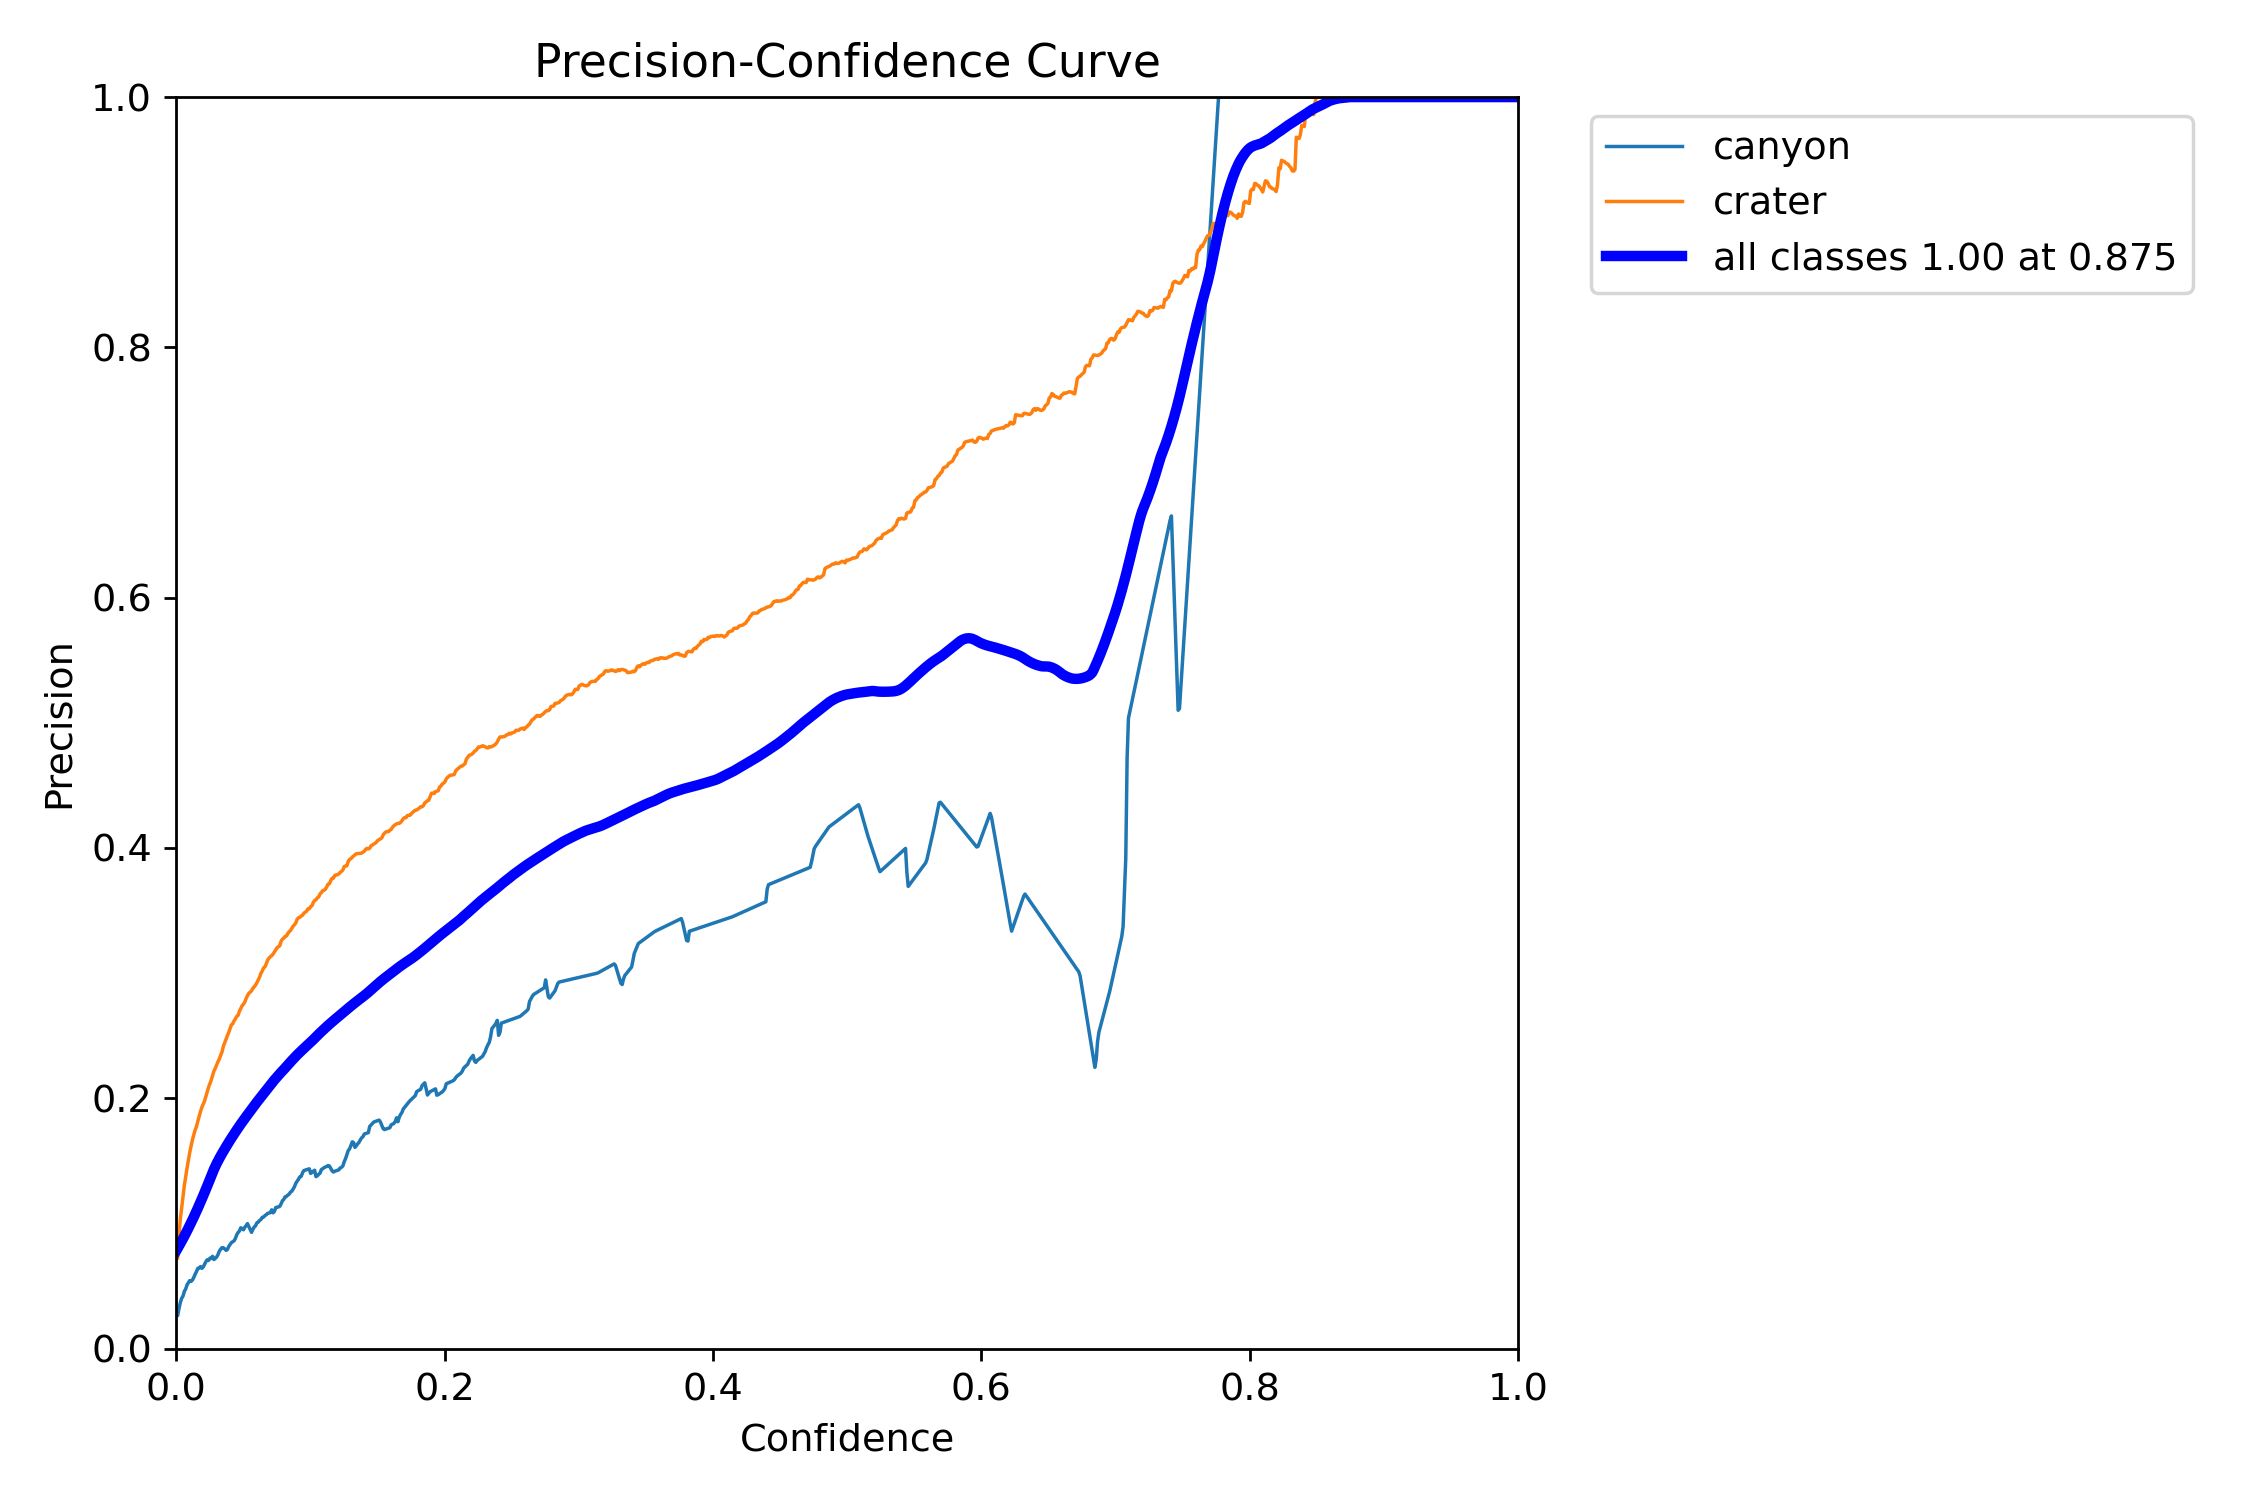 Precision-Confidence Curve
1.0
0.8
0.6
0.4
0.2
0.0
Precision
0.0 0.2 0.4 0.6 0.8 1.0
Confidence
canyon
crater
all classes 1.00 at 0.875